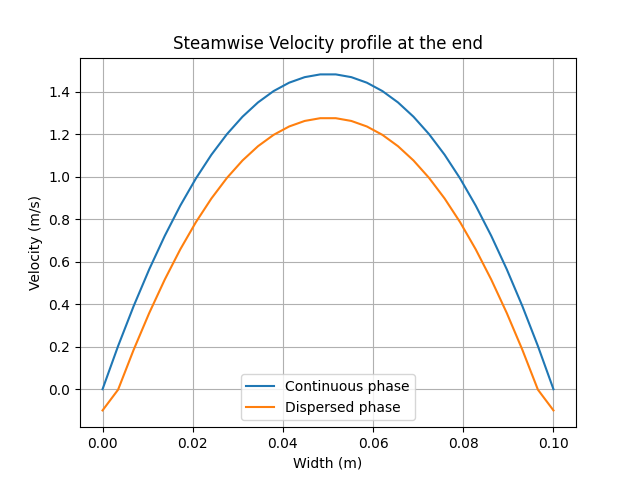 Steamwise Velocity profile at the end
Velocity (m/s)
1.4
1.2
1.0
0.8
0.6
0.4
0.2
0.0
Continuous phase
Dispersed phase
0.00 0.02 0.04 0.06 0.08 0.10
Width (m)